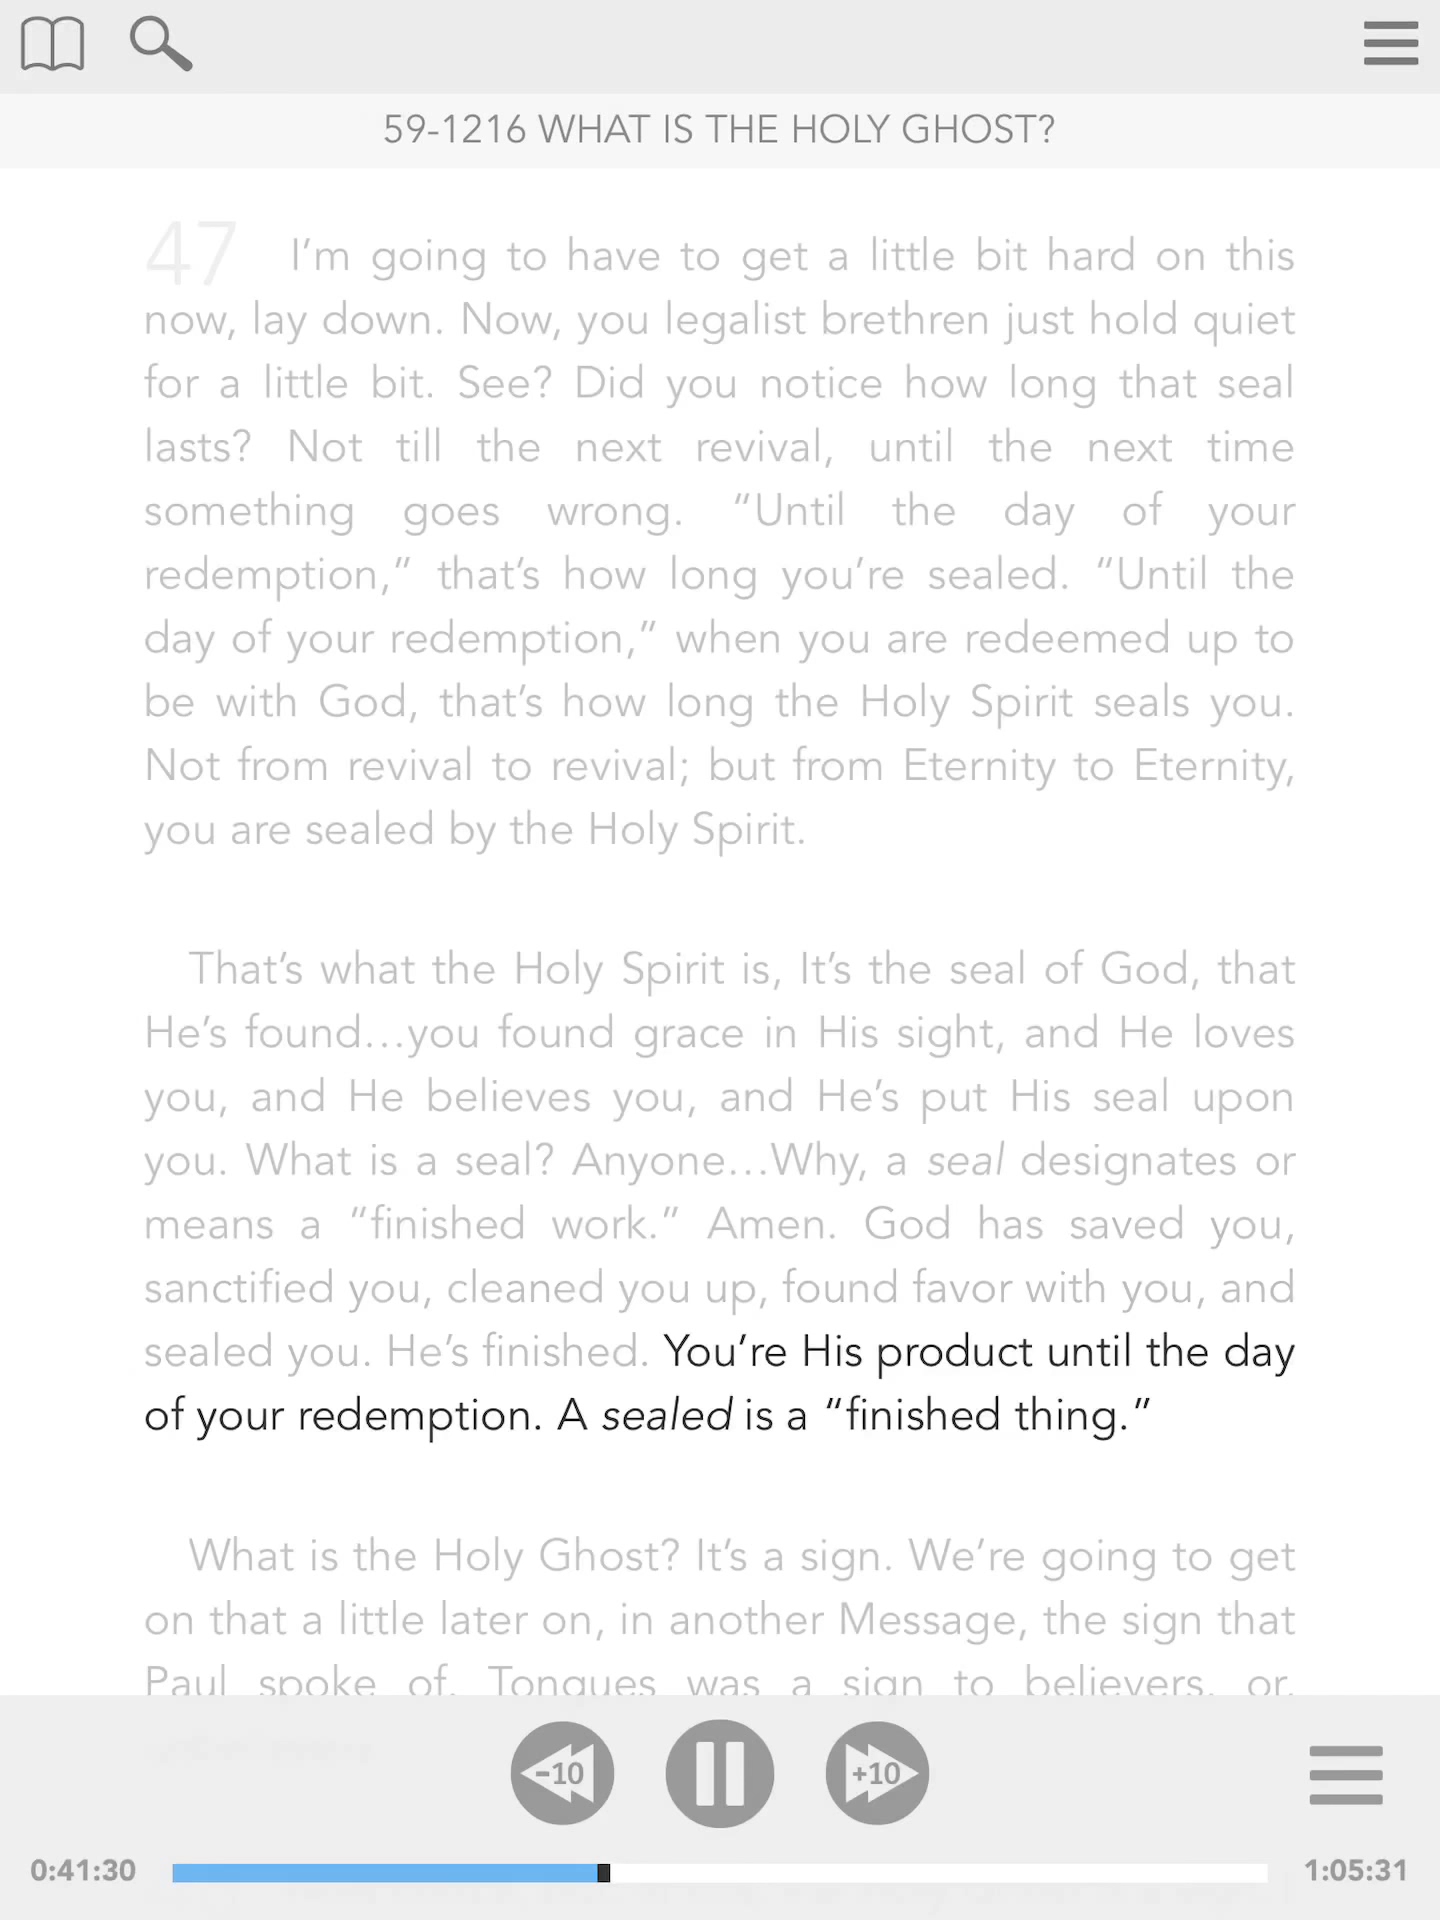 59-1216 WHAT IS THE HOLY GHOST?
47 I’m going to have to get a little bit hard on this
now, lay down. Now, you legalist brethren just hold quiet
for a little bit. See? Did you notice how long that seal
lasts? Not till the next revival, until the next time
something goes wrong. “Until the day of your
redemption,” that’s how long you’re sealed. “Until the
day of your redemption,” when you are redeemed up to
be with God, that’s how long the Holy Spirit seals you.
Not from revival to revival; but from Eternity to Eternity,
you are sealed by the Holy Spirit.
That’s what the Holy Spirit is, It’s the seal of God, that
He’s found…you found grace in His sight, and He loves
you, and He believes you, and He’s put His seal upon
you. What is a seal? Anyone…Why, a seal designates or
means a “finished work.” Amen. God has saved you,
sanctified you, cleaned you up, found favor with you, and
sealed you. He’s finished. You’re His product until the day
of your redemption. A sealed is a “finished thing.”
What is the Holy Ghost? It’s a sign. We’re going to get
on that a little later on, in another Message, the sign that
Paul spoke of. Tongues was a sign to believers, or,
-10 +10
0:41:30 1:05:31